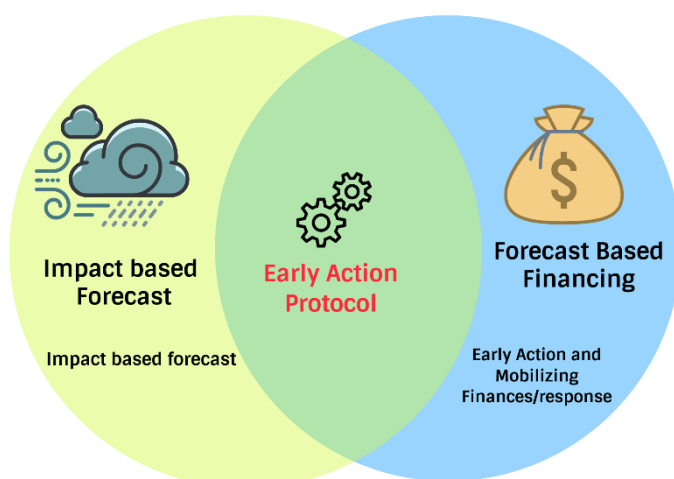 Impact based
Forecast
Impact based forecast
Early Action
Protocol
$
Forecast Based
Financing
Early Action and
Mobilizing
Finances/response